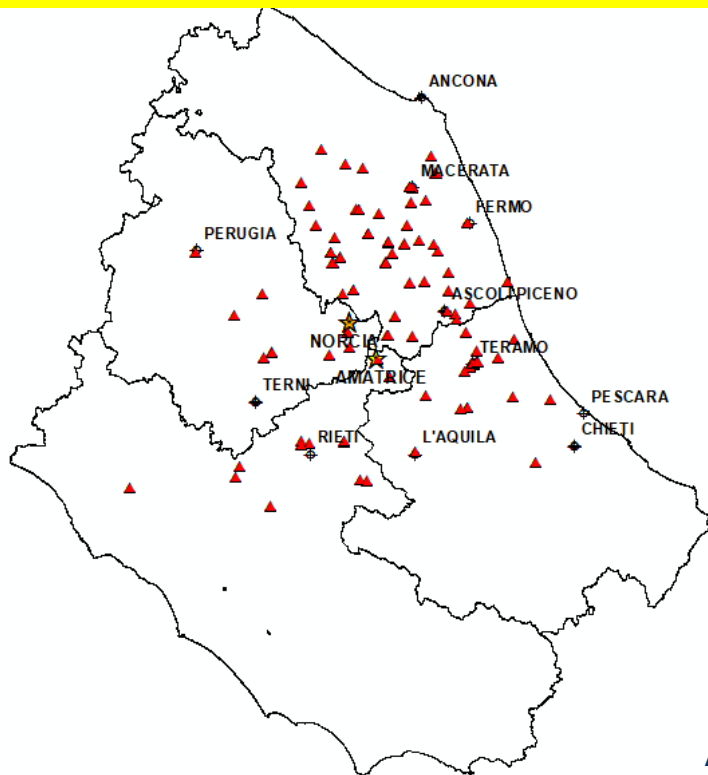 ANCONA
MACERATA
FERMO
PERUGIA
ASCOLI PICENO
NORCIA
TERAMO
AMATRICE
TERNI
PESCARA
CHIETI
RIETI
L'AQUILA